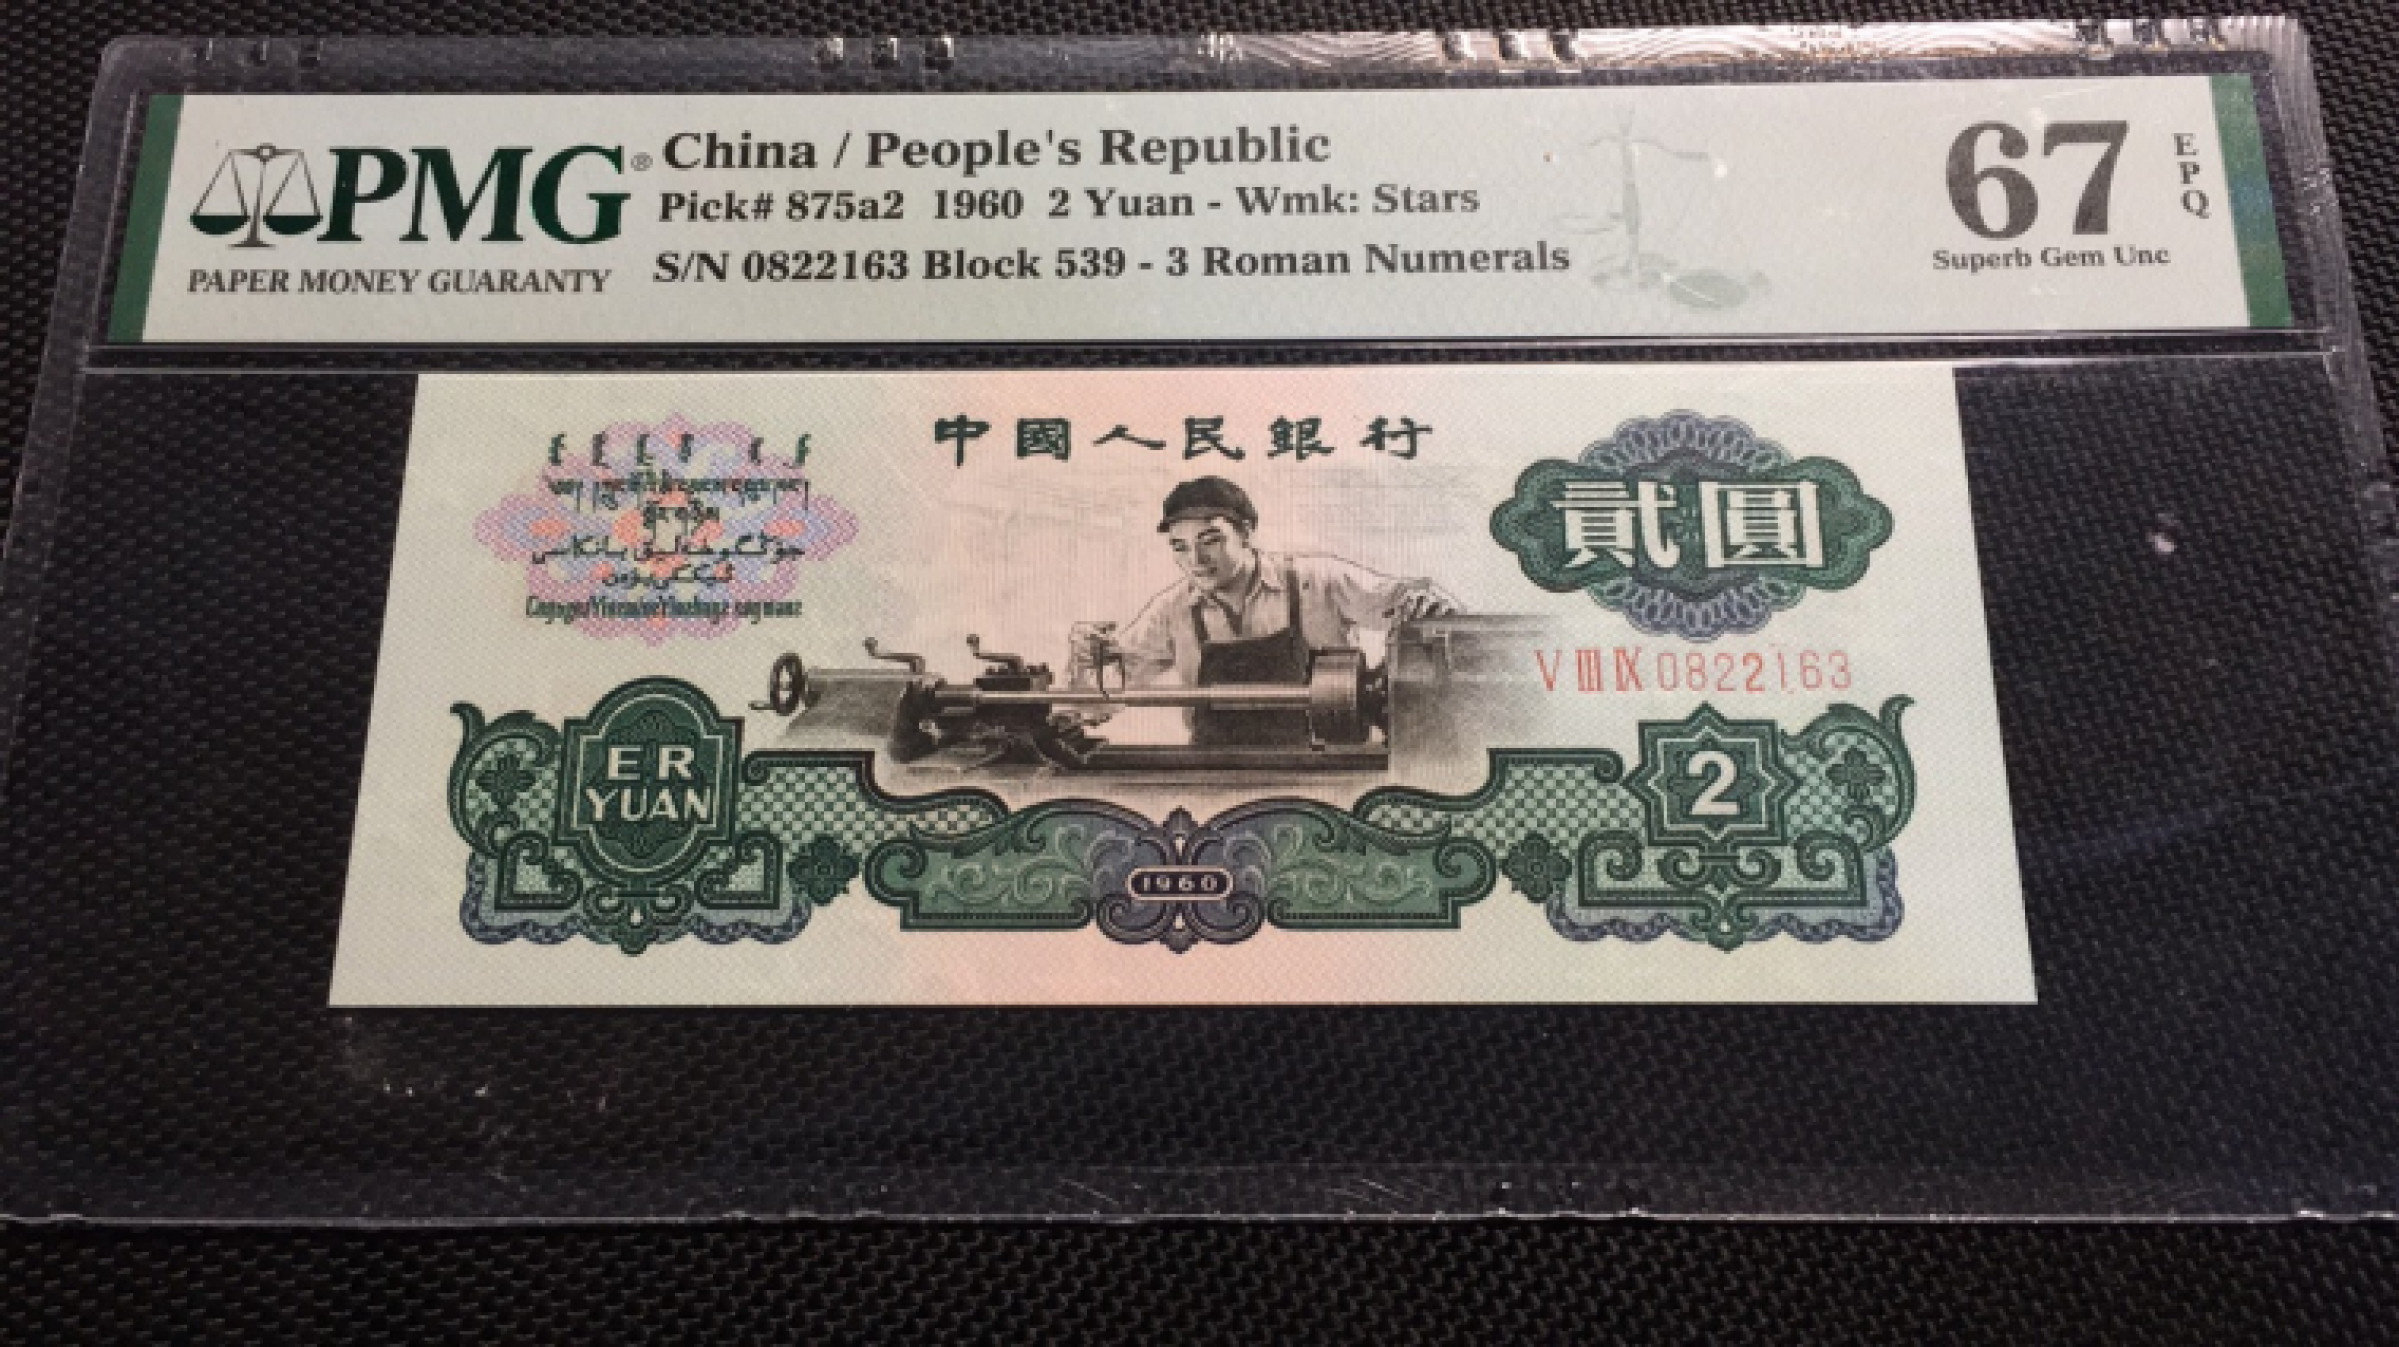 PMG®
PAPER MONEY GUARANTY
China / People's Republic
Pick# 875a2 1960 2 Yuan - Wmk: Stars
S/N 0822163 Block 539 - 3 Roman Numerals
67
EPQ
Superb Gem Unc
中國人民銀行
貳圓
V III IX 0822163
ER
YUAN
2
1960